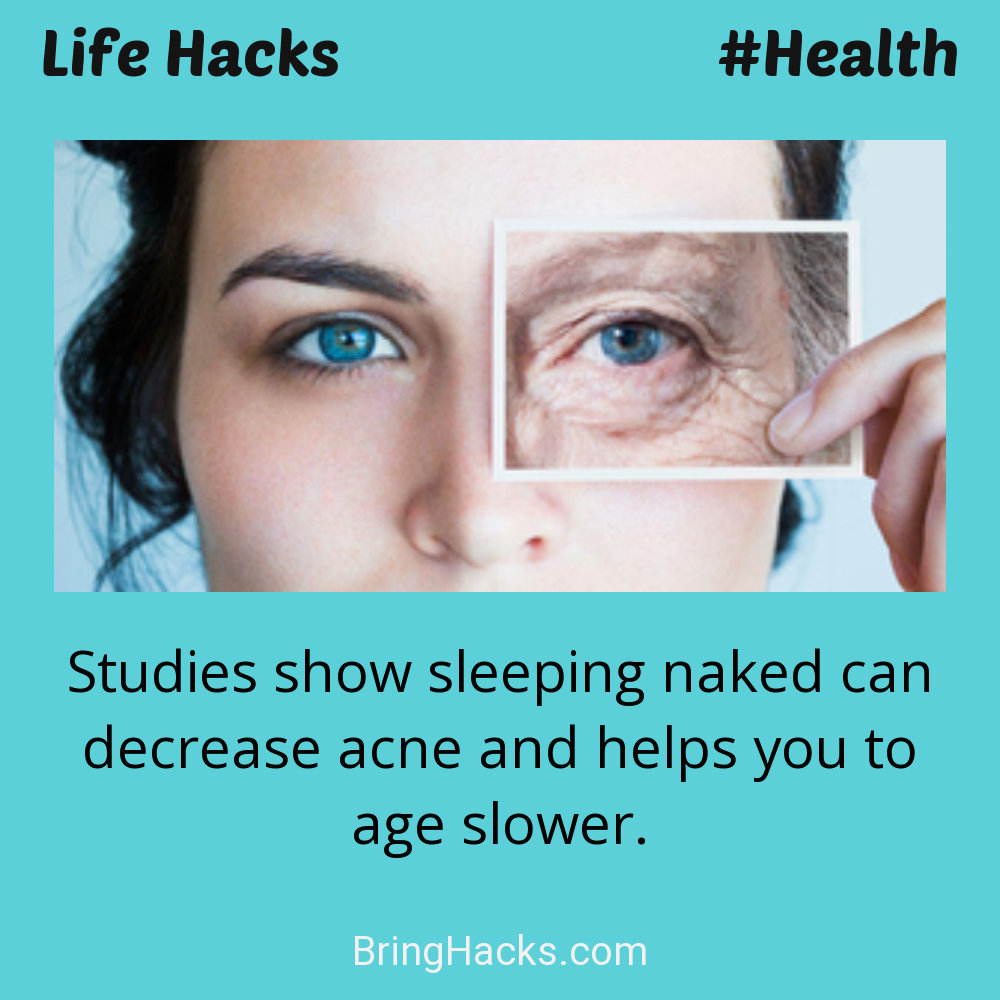 Life Hacks
#Health
Studies show sleeping naked can
decrease acne and helps you to
age slower.
BringHacks.com